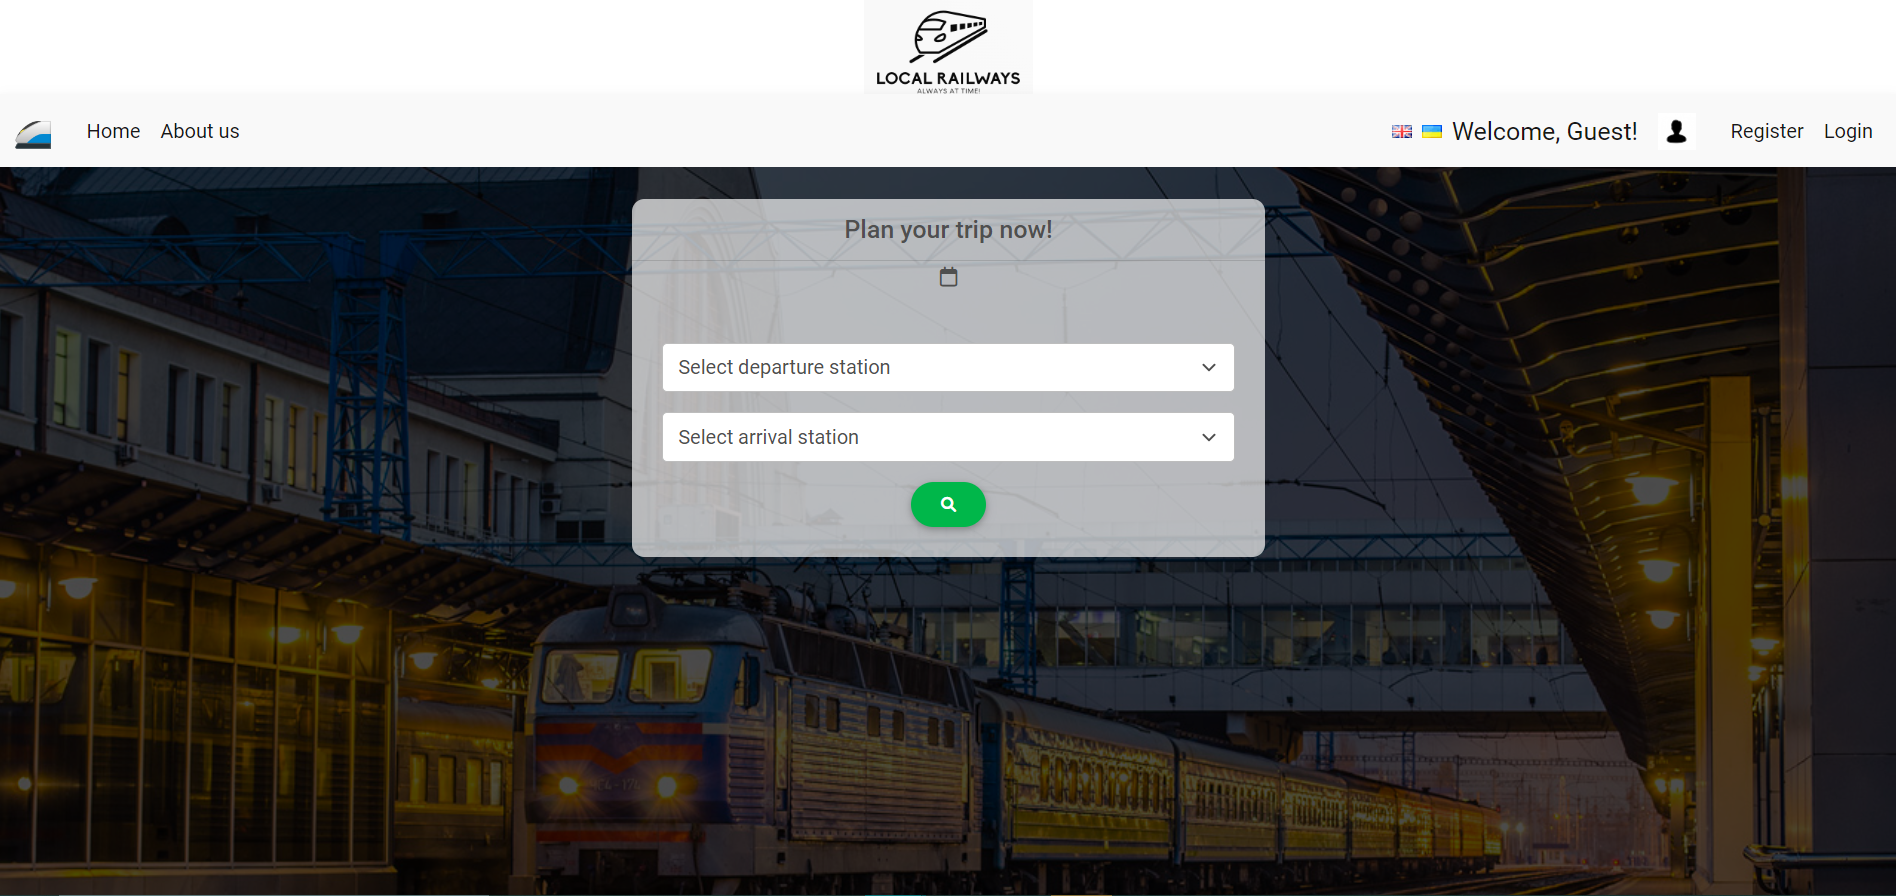 LOCAL RAILWAYS
ALWAYS AT TIME!
Home About us Welcome, Guest! Register Login
Plan your trip now!
Select departure station
Select arrival station